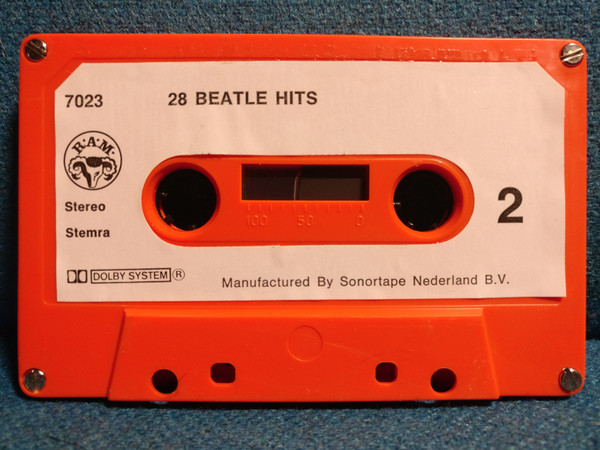 7023
28 BEATLE HITS
R.A.M.
Stereo
Stemra
100 50 0
2
DOLBY SYSTEM ®
Manufactured By Sonortape Nederland B.V.